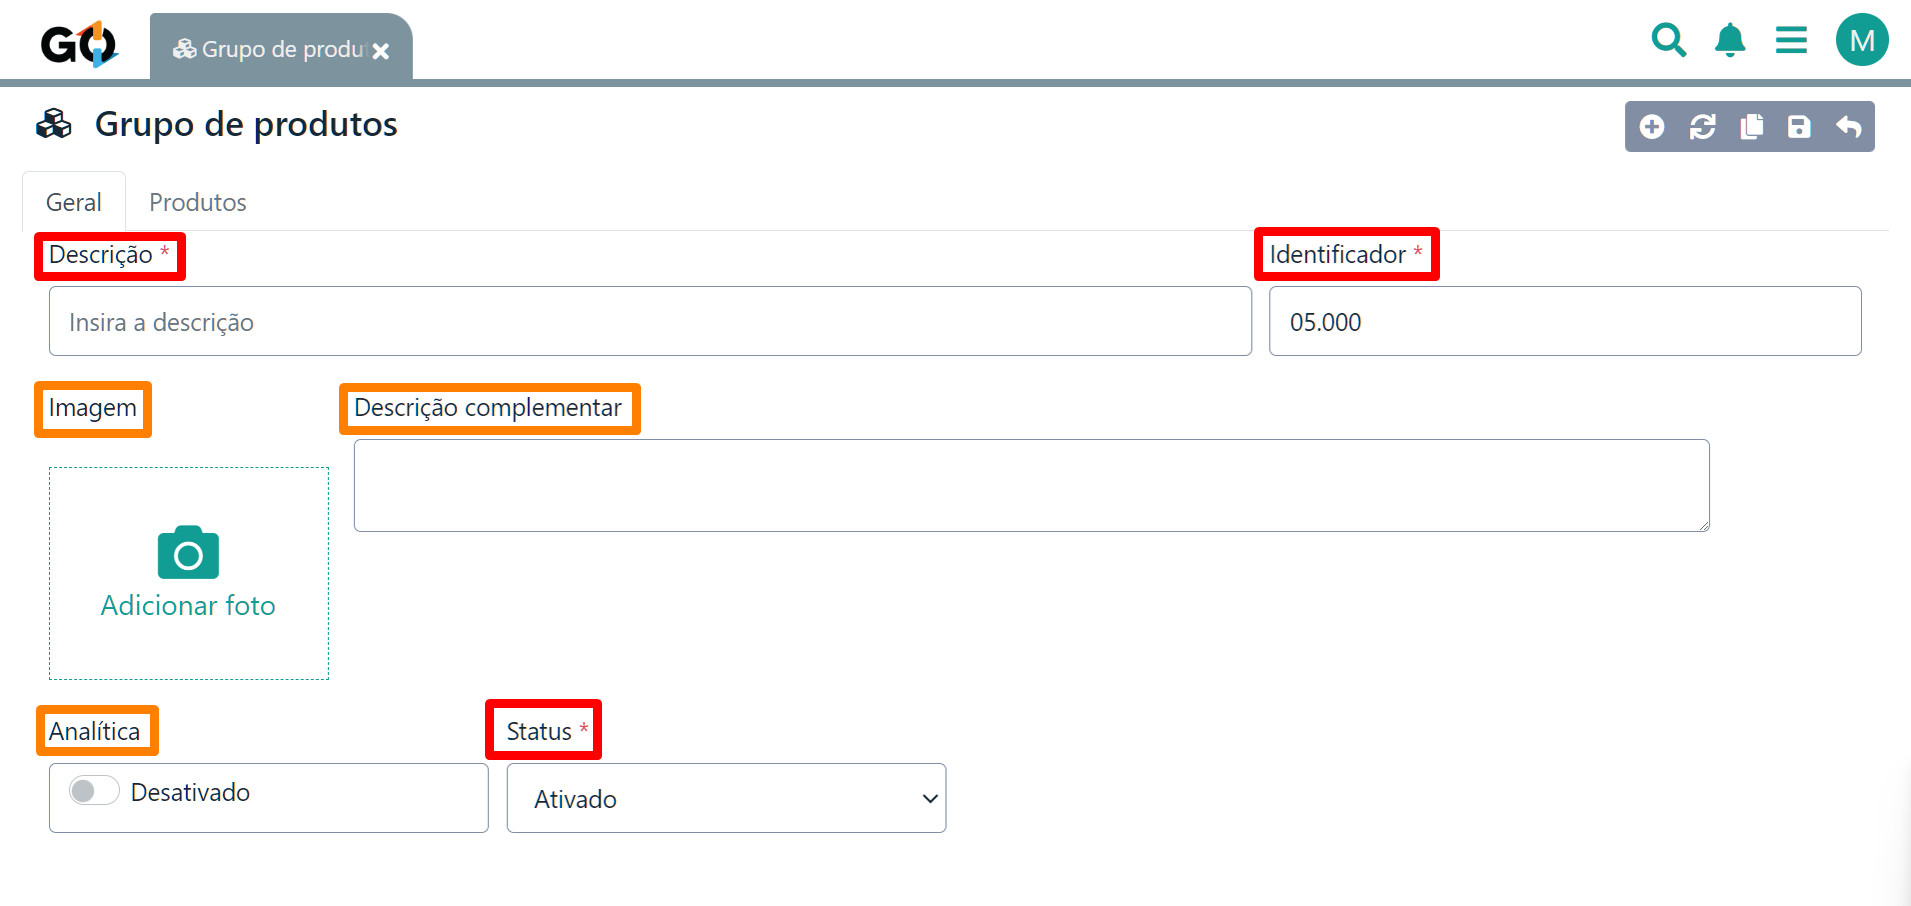 GO
Grupo de produt
M
Grupo de produtos
Geral
Produtos
Descrição *
Identificador *
Insira a descrição
05.000
Imagem
Descrição complementar
Adicionar foto
Analítica
Status *
Desativado
Ativado